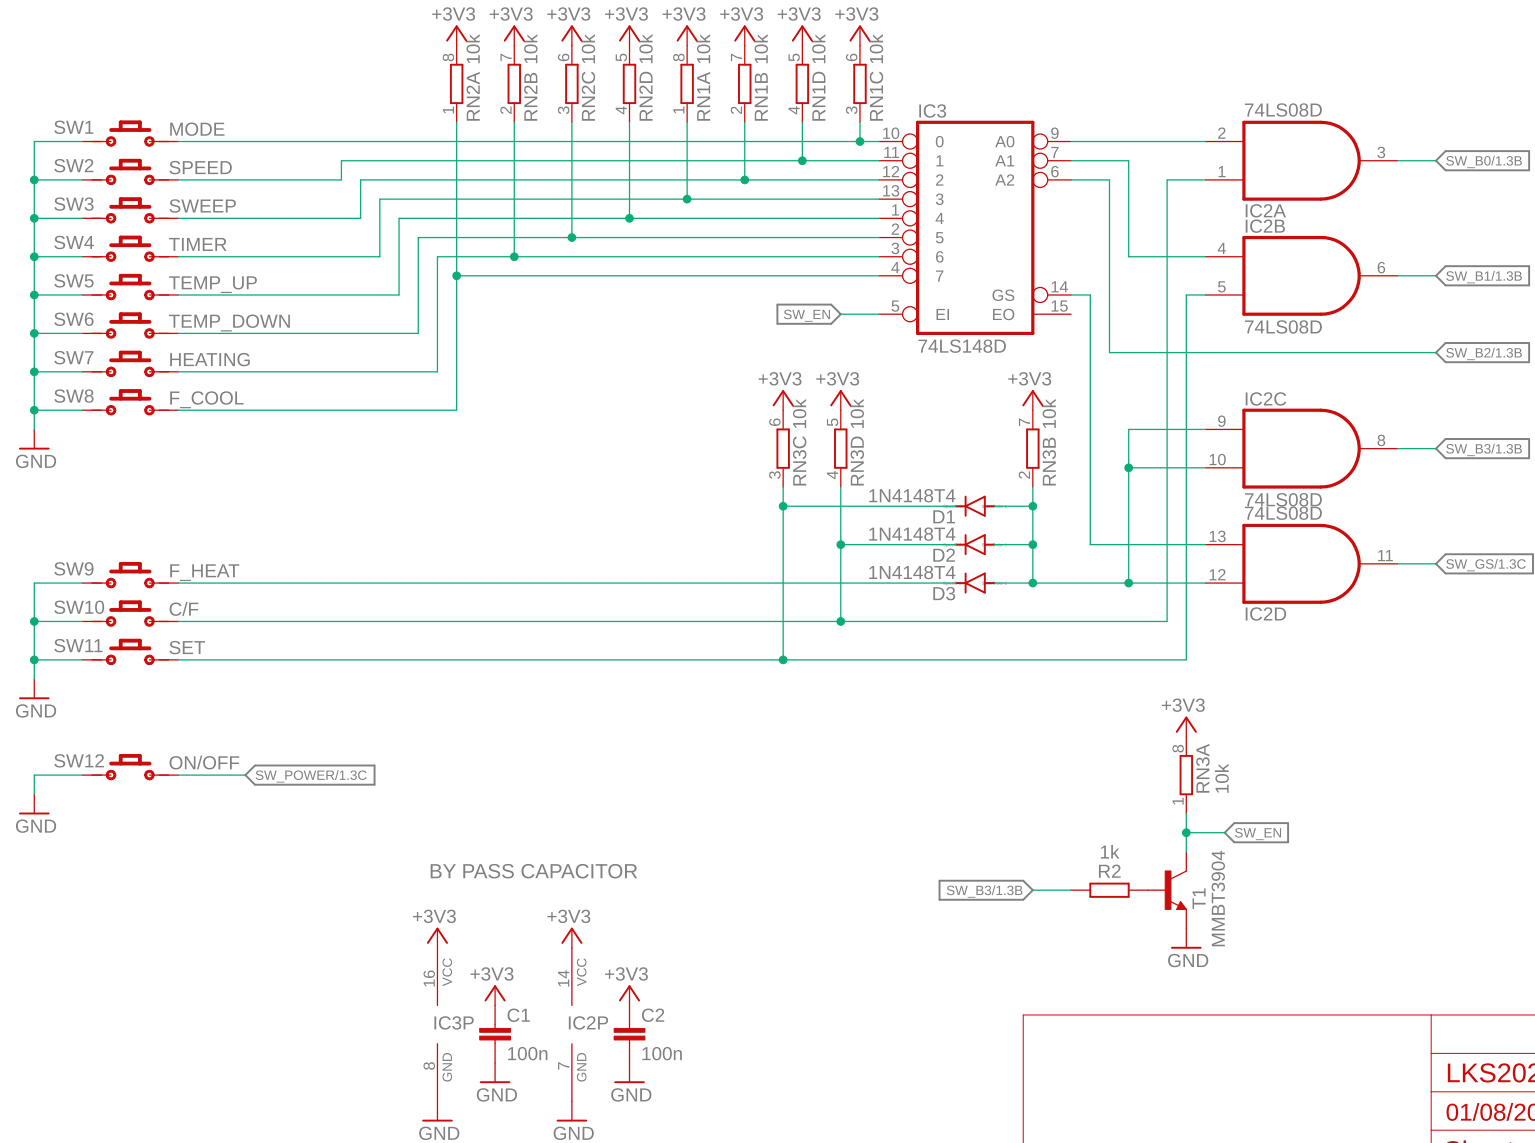 +3V3 +3V3 +3V3 +3V3 +3V3 +3V3 +3V3 +3V3
8 7 6 5 8 7 5 6
RN2A 10k RN2B 10k RN2C 10k RN2D 10k RN1A 10k RN1B 10k RN1D 10k RN1C 10k
1 2 3 4 1 2 4 3
SW1 MODE
SW2 SPEED
SW3 SWEEP
SW4 TIMER
SW5 TEMP_UP
SW6 TEMP_DOWN
SW7 HEATING
SW8 F_COOL
GND
IC3
10 0 A0 9
11 1 A1 7
12 2 A2 6
13 3
1 4
2 5
3 6
4 7
GS 14
SW_EN 5 EI EO 15
74LS148D
74LS08D
2
1
3 SW_B0/1.3B
IC2A
IC2B
4
5
6 SW_B1/1.3B
74LS08D
SW_B2/1.3B
IC2C
9
10
8 SW_B3/1.3B
74LS08D
74LS08D
13
12
11 SW_GS/1.3C
IC2D
+3V3 +3V3 +3V3
6 5 7
RN3C 10k RN3D 10k RN3B 10k
3 4 2
1N4148T4
D1
1N4148T4
D2
1N4148T4
D3
SW9 F_HEAT
SW10 C/F
SW11 SET
GND
SW12 ON/OFF SW_POWER/1.3C
GND
+3V3
8
RN3A
10k
1
SW_EN
1k
R2
SW_B3/1.3B
T1
MMBT3904
GND
BY PASS CAPACITOR
+3V3 +3V3
16 VCC 14 VCC
+3V3 +3V3
IC3P C1 IC2P C2
100n 100n
8 GND 7 GND
GND GND
GND GND
LKS202
01/08/20